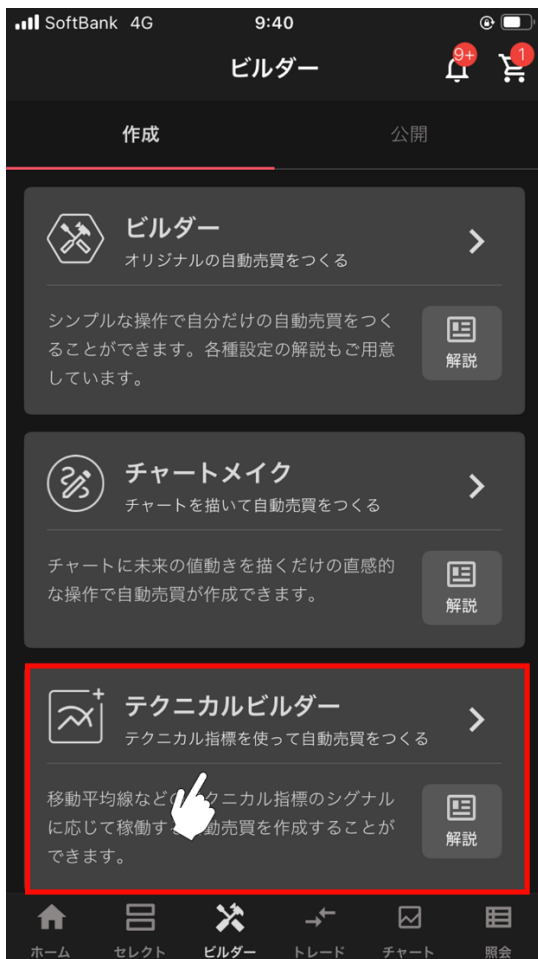 SoftBank 4G 9:40
ビルダー
9+
1
作成 公開
ビルダー
オリジナルの自動売買をつくる
シンプルな操作で自分だけの自動売買をつく
ることができます。各種設定の解説もご用意
しています。
解説
チャートメイク
チャートを描いて自動売買をつくる
チャートに未来の値動きを描くだけの直感的
な操作で自動売買が作成できます。
解説
テクニカルビルダー
テクニカル指標を使って自動売買をつくる
移動平均線など クニカル指標のシグナル
に応じて稼働す 動売買を作成することが
できます。
解説
ホーム セレクト ビルダー トレード チャート 照会